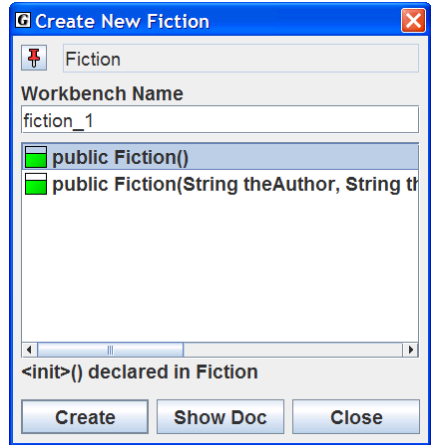 G Create New Fiction
Fiction
Workbench Name
fiction_1
public Fiction()
public Fiction(String theAuthor, String th
<init>() declared in Fiction
Create Show Doc Close